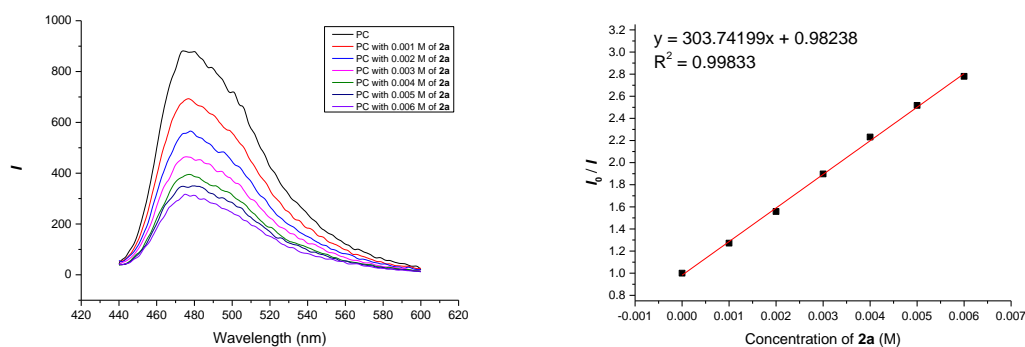 1000
800
600
400
200
0
I
420 440 460 480 500 520 540 560 580 600 620
Wavelength (nm)
PC
PC with 0.001 M of 2a
PC with 0.002 M of 2a
PC with 0.003 M of 2a
PC with 0.004 M of 2a
PC with 0.005 M of 2a
PC with 0.006 M of 2a
y = 303.74199x + 0.98238
R² = 0.99833
3.2
3.0
2.8
2.6
2.4
2.2
2.0
1.8
1.6
1.4
1.2
1.0
0.8
I₀ / I
-0.001 0.000 0.001 0.002 0.003 0.004 0.005 0.006 0.007
Concentration of 2a (M)